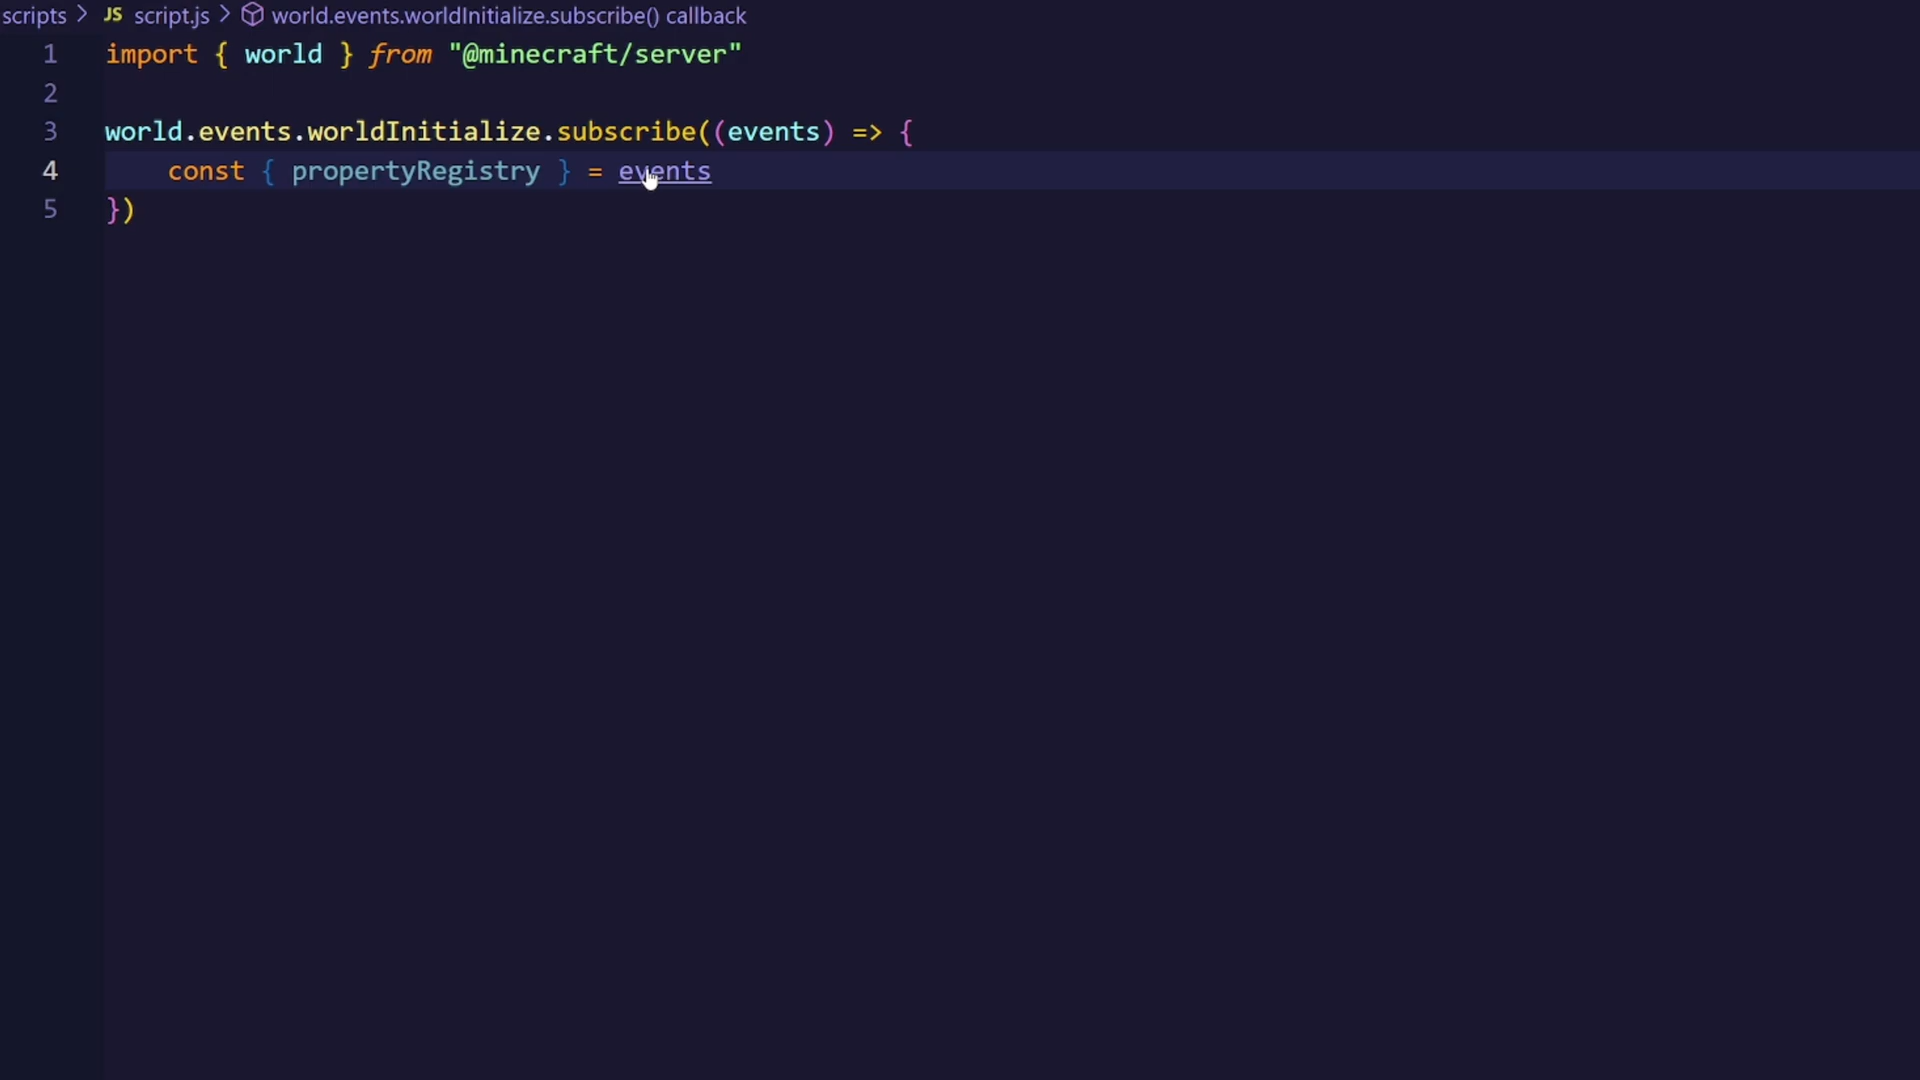 scripts > JS script.js > world.events.worldInitialize.subscribe() callback
1 import { world } from "@minecraft/server"
2
3 world.events.worldInitialize.subscribe((events) => {
4     const { propertyRegistry } = events
5 })